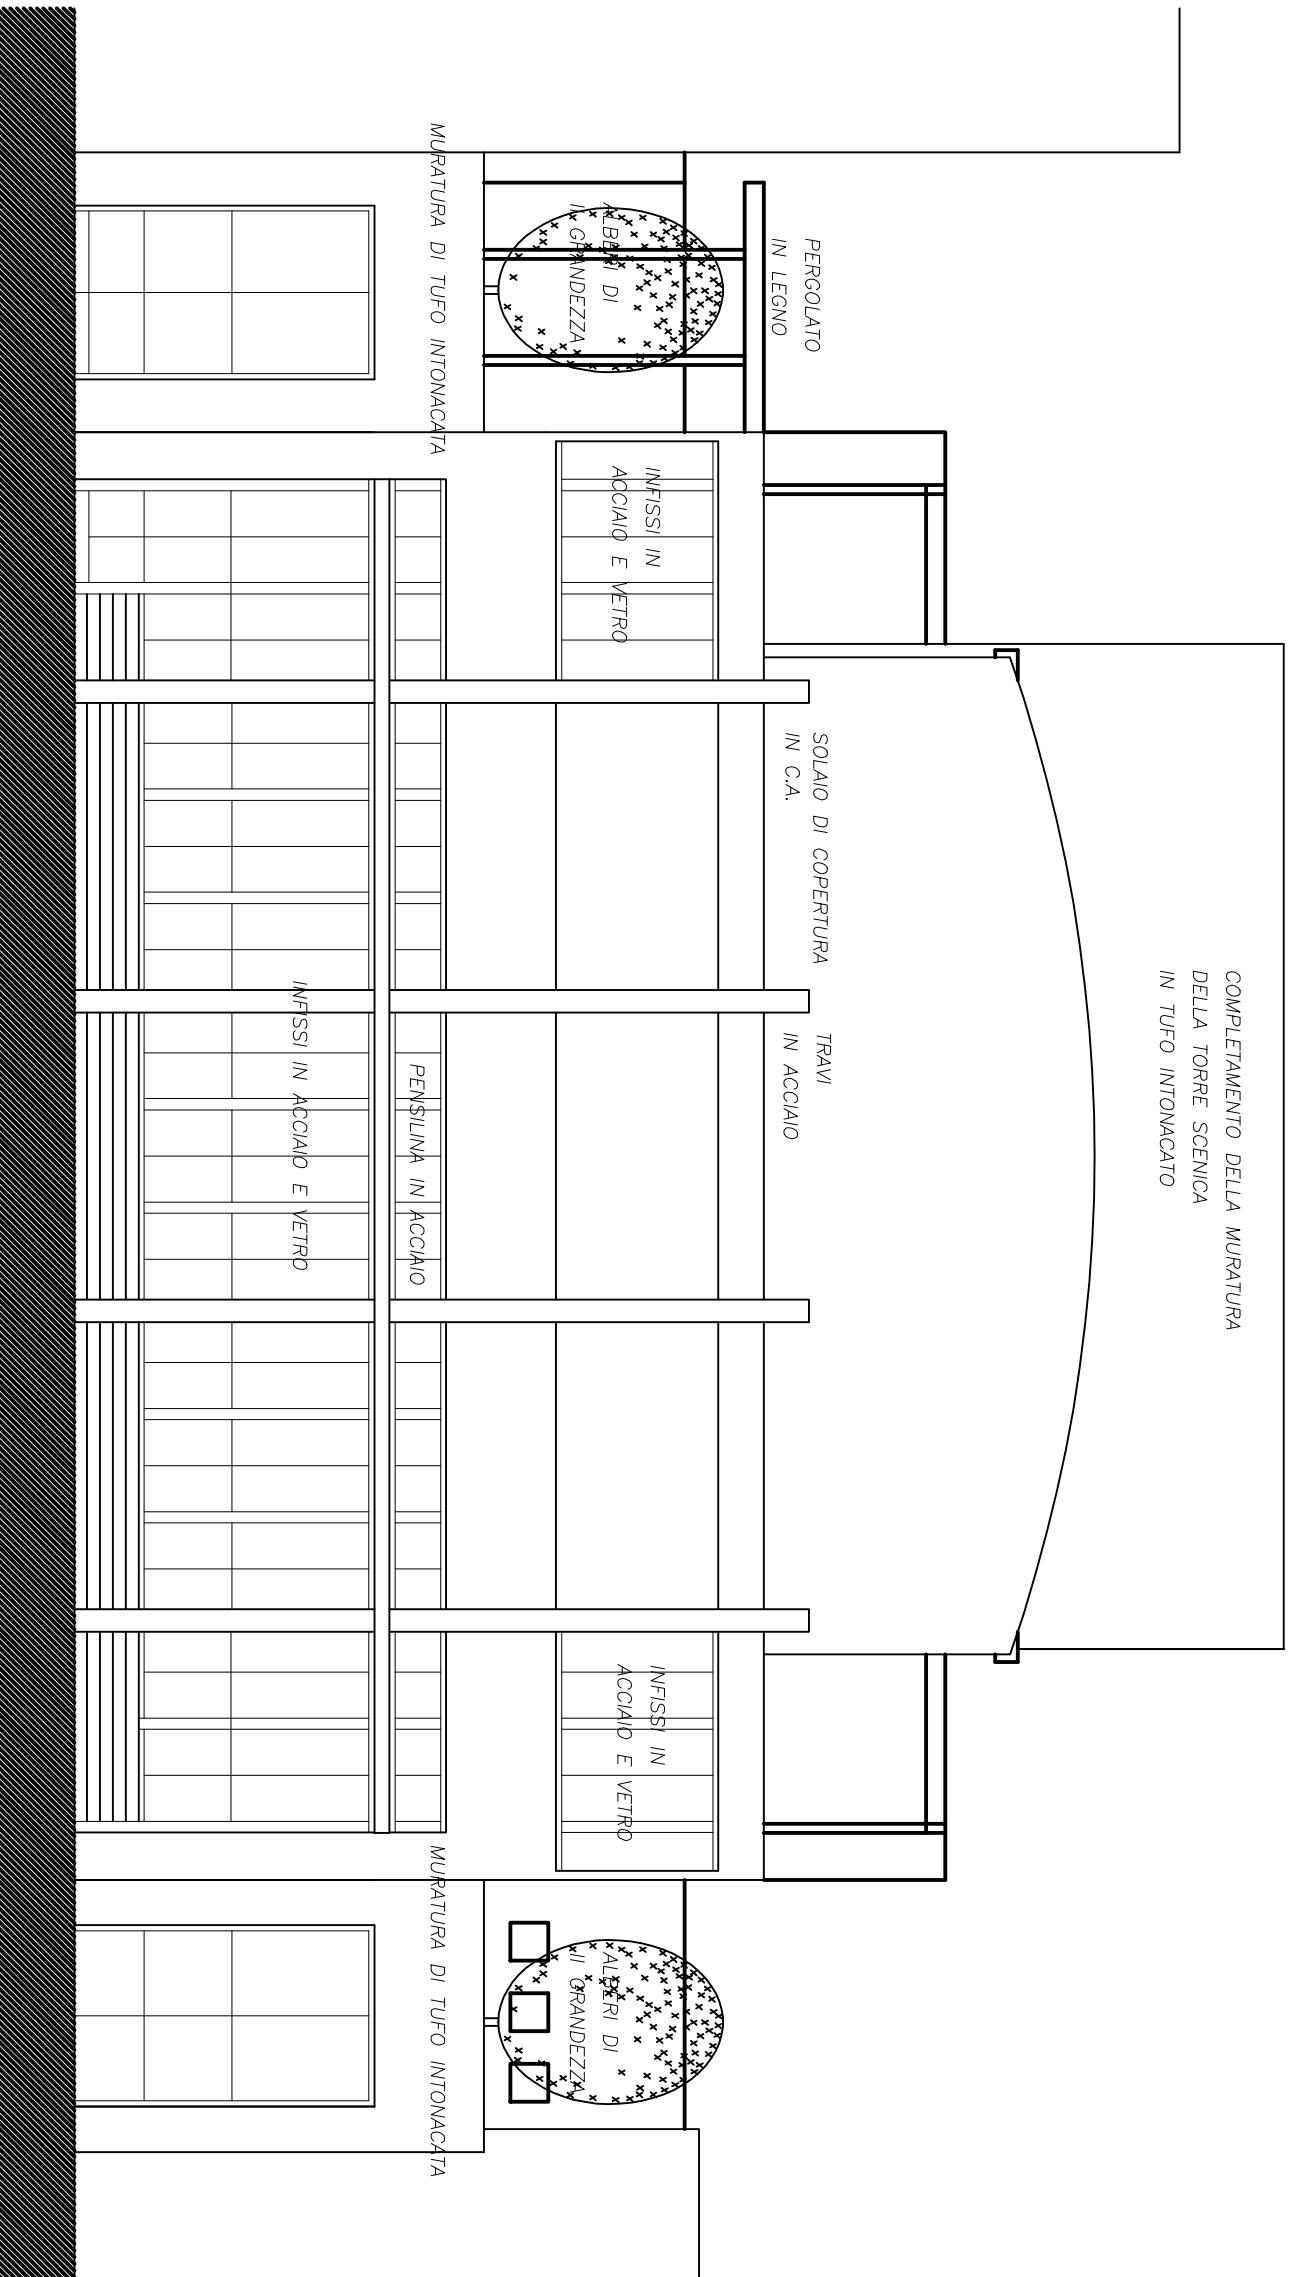 COMPLETAMENTO DELLA MURATURA
DELLA TORRE SCENICA
IN TUFO INTONACATO
PERGOLATO
IN LEGNO
SOLAIO DI COPERTURA
IN C.A.
TRAVI
IN ACCIAIO
INFISSI IN
ACCIAIO E VETRO
INFISSI IN
ACCIAIO E VETRO
ALBERI DI
II GRANDEZZA
ALBERI DI
II GRANDEZZA
MURATURA DI TUFO INTONACATA
PENSILINA IN ACCIAIO
MURATURA DI TUFO INTONACATA
INFISSI IN ACCIAIO E VETRO